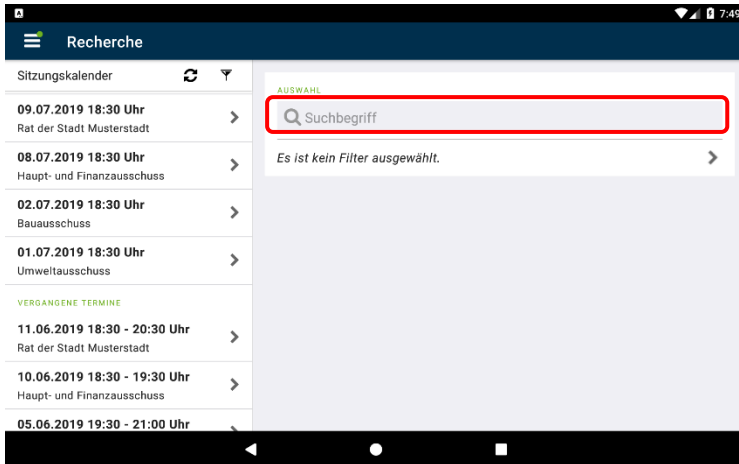 7:49
Recherche
Sitzungskalender
09.07.2019 18:30 Uhr
Rat der Stadt Musterstadt
08.07.2019 18:30 Uhr
Haupt- und Finanzausschuss
02.07.2019 18:30 Uhr
Bauausschuss
01.07.2019 18:30 Uhr
Umweltausschuss
VERGANGENE TERMINE
11.06.2019 18:30 - 20:30 Uhr
Rat der Stadt Musterstadt
10.06.2019 18:30 - 19:30 Uhr
Haupt- und Finanzausschuss
05.06.2019 19:30 - 21:00 Uhr
AUSWAHL
Suchbegriff
Es ist kein Filter ausgewählt.